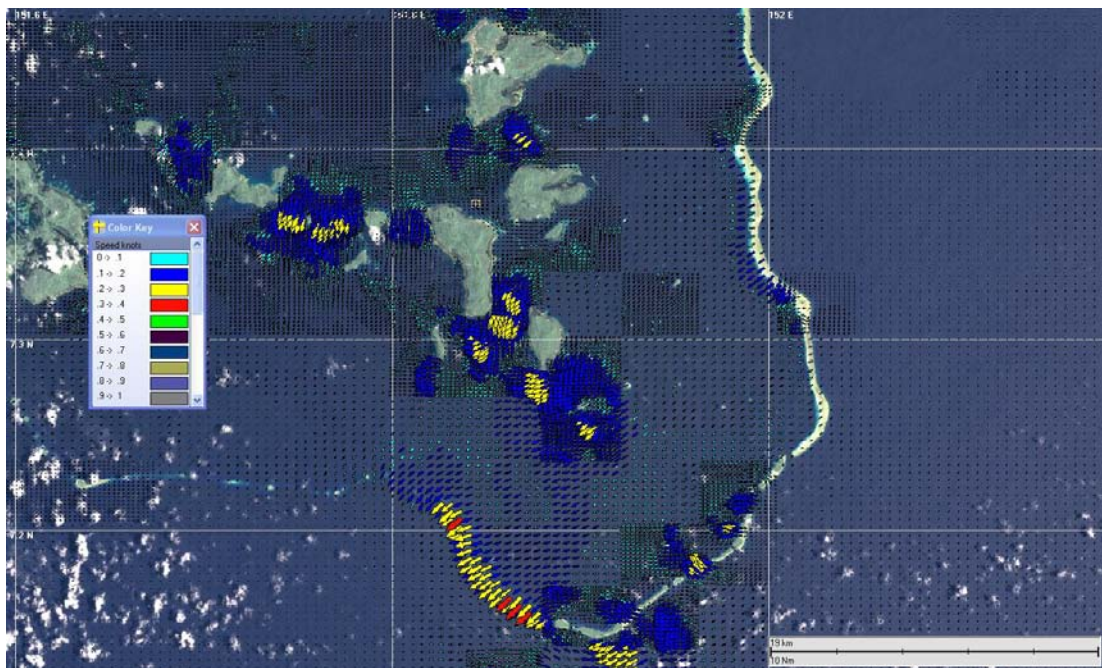 151.6 E
152 E
Color Key
Speed knots
0 -> .1
.1 -> .2
.2 -> .3
.3 -> .4
.4 -> .5
.5 -> .6
.6 -> .7
.7 -> .8
.8 -> .9
.9 -> 1
7.3 N
7.2 N
19 km
10 Nm